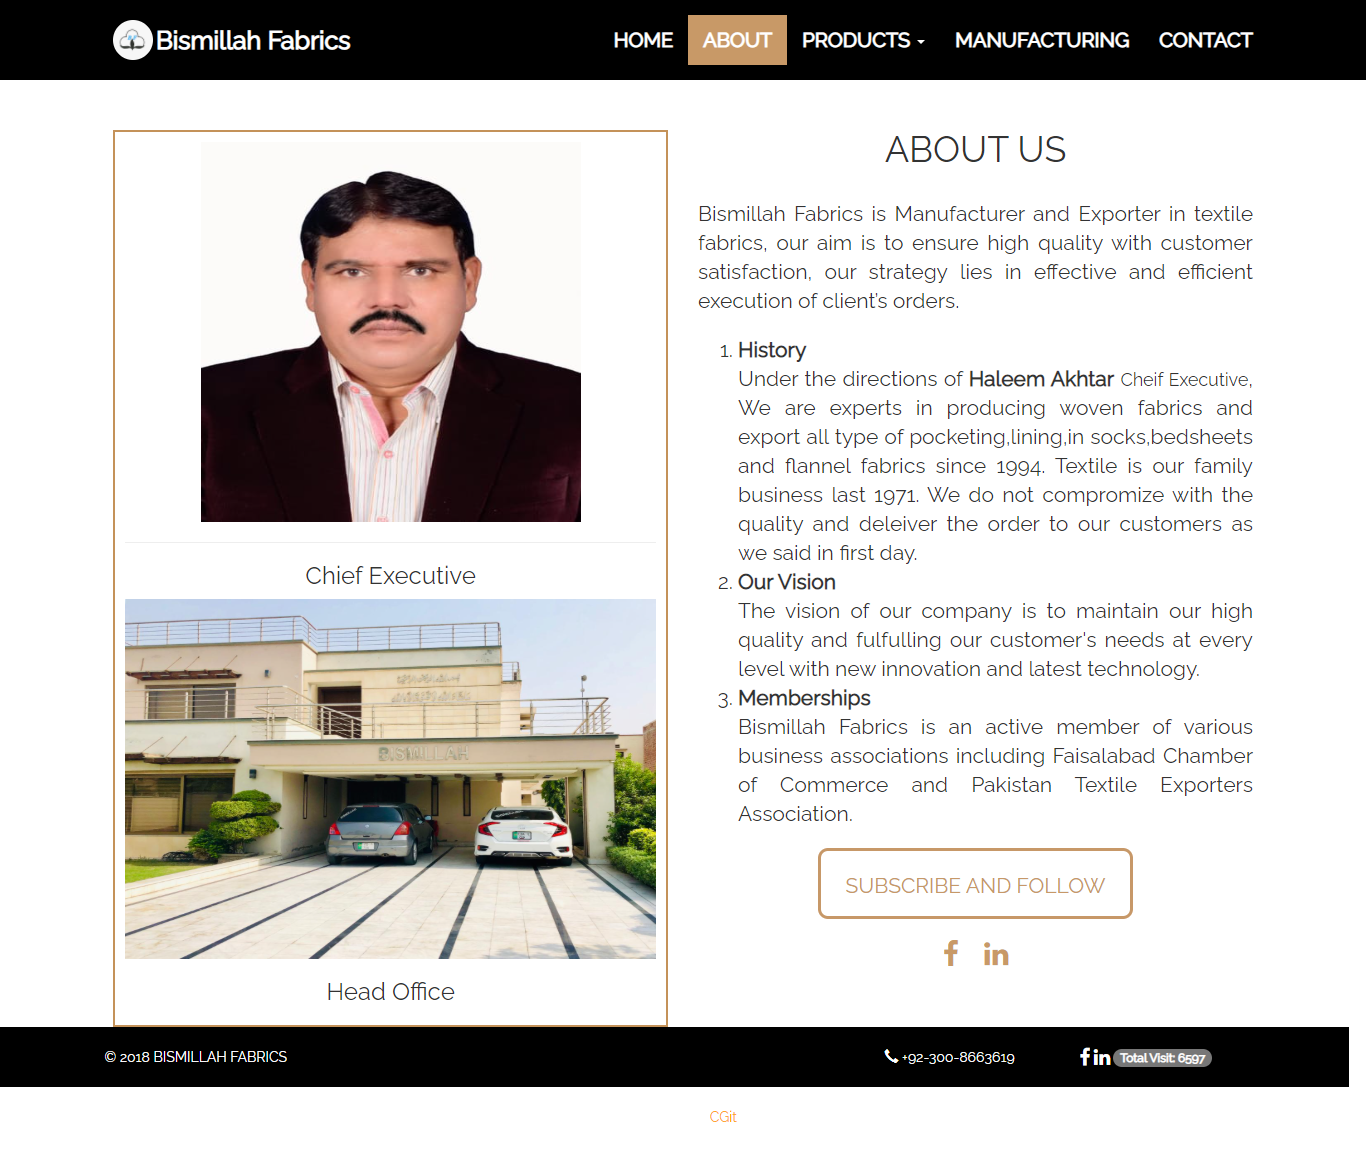 Bismillah Fabrics
HOME
ABOUT
PRODUCTS
MANUFACTURING
CONTACT
Chief Executive
BISMILLAH
Head Office
ABOUT US
Bismillah Fabrics is Manufacturer and Exporter in textile
fabrics, our aim is to ensure high quality with customer
satisfaction, our strategy lies in effective and efficient
execution of client's orders.
1. History
Under the directions of Haleem Akhtar Cheif Executive,
We are experts in producing woven fabrics and
export all type of pocketing,lining,in socks,bedsheets
and flannel fabrics since 1994. Textile is our family
business last 1971. We do not compromize with the
quality and deleiver the order to our customers as
we said in first day.
2. Our Vision
The vision of our company is to maintain our high
quality and fulfulling our customer's needs at every
level with new innovation and latest technology.
3. Memberships
Bismillah Fabrics is an active member of various
business associations including Faisalabad Chamber
of Commerce and Pakistan Textile Exporters
Association.
SUBSCRIBE AND FOLLOW
© 2018 BISMILLAH FABRICS
+92-300-8663619
Total Visit: 6597
CGit